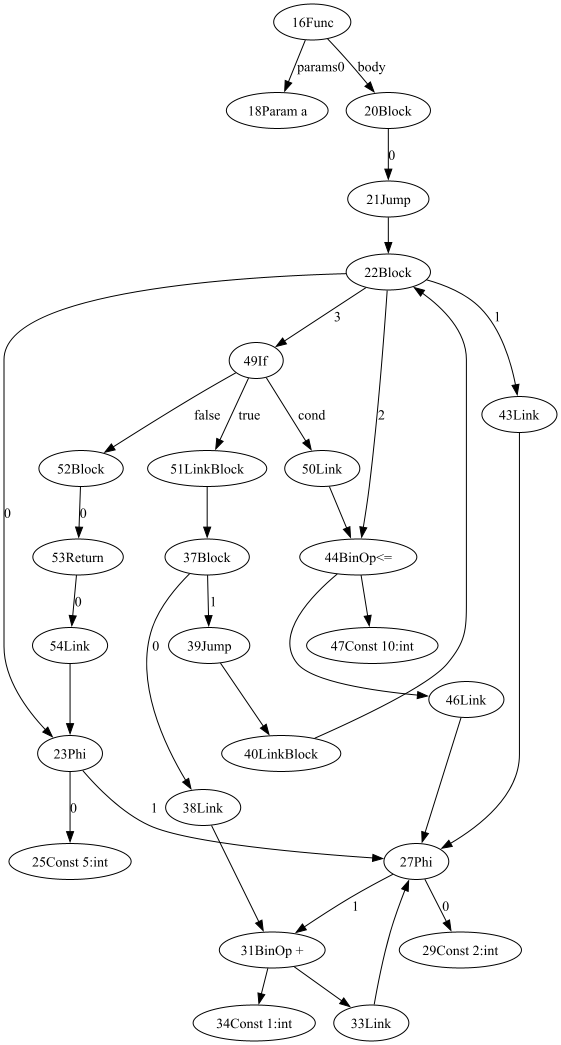 16Func
params0
body
18Param a
20Block
0
21Jump
22Block
3
1
49If
2
43Link
false
true
cond
52Block
51LinkBlock
50Link
0
0
53Return
37Block
44BinOp<=
0
1
54Link
0
39Jump
47Const 10:int
46Link
23Phi
40LinkBlock
0
1
38Link
25Const 5:int
27Phi
1
0
31BinOp +
29Const 2:int
34Const 1:int
33Link